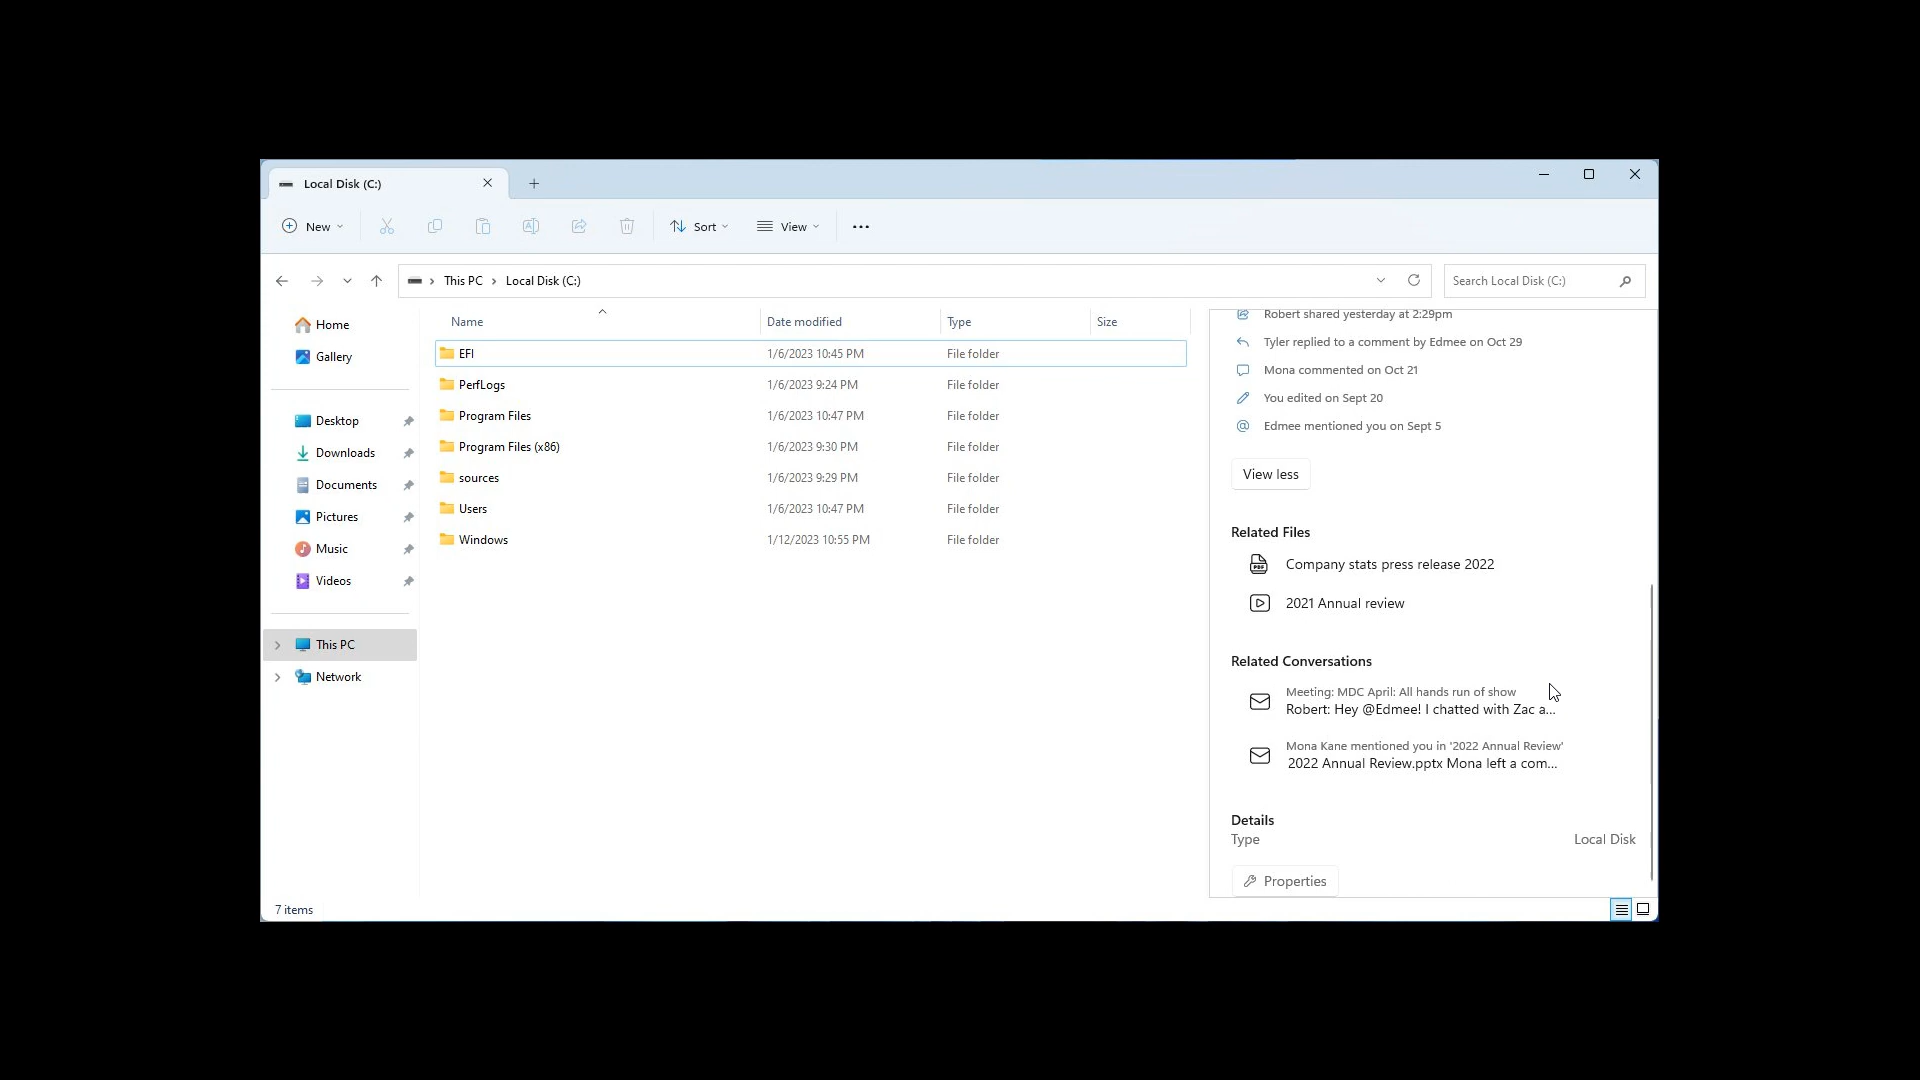 Local Disk (C:)
New
Sort
View
This PC > Local Disk (C:)
Search Local Disk (C:)
Home
Gallery
Desktop
Downloads
Documents
Pictures
Music
Videos
This PC
Network
Name Date modified Type Size
EFI 1/6/2023 10:45 PM File folder
PerfLogs 1/6/2023 9:24 PM File folder
Program Files 1/6/2023 10:47 PM File folder
Program Files (x86) 1/6/2023 9:30 PM File folder
sources 1/6/2023 9:29 PM File folder
Users 1/6/2023 10:47 PM File folder
Windows 1/12/2023 10:55 PM File folder
Robert shared yesterday at 2:29pm
Tyler replied to a comment by Edmee on Oct 29
Mona commented on Oct 21
You edited on Sept 20
Edmee mentioned you on Sept 5
View less
Related Files
PDF Company stats press release 2022
2021 Annual review
Related Conversations
Meeting: MDC April: All hands run of show
Robert: Hey @Edmee! I chatted with Zac a...
Mona Kane mentioned you in '2022 Annual Review'
2022 Annual Review.pptx Mona left a com...
Details
Type Local Disk
Properties
7 items